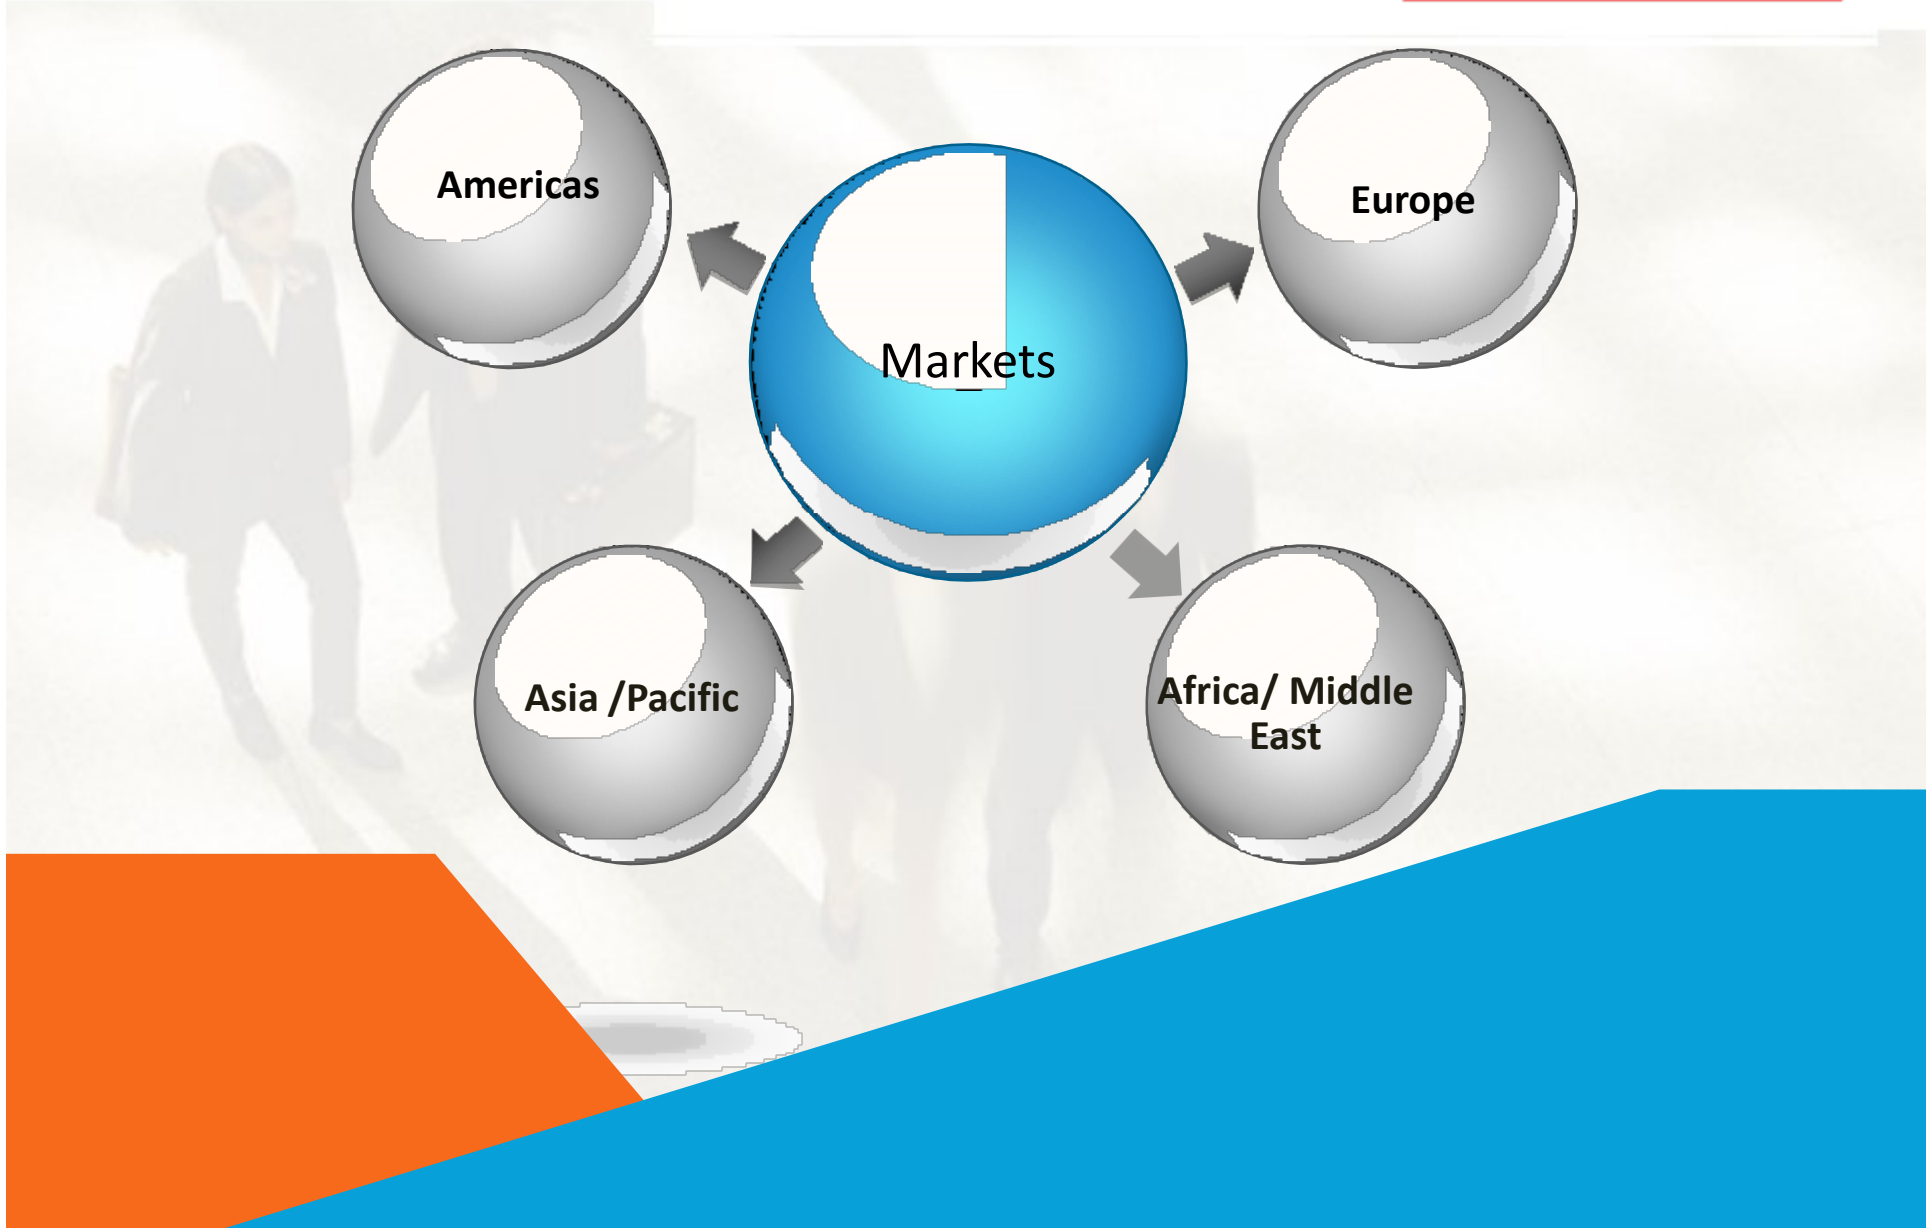 Americas
Europe
Markets
Asia /Pacific
Africa/ Middle
East